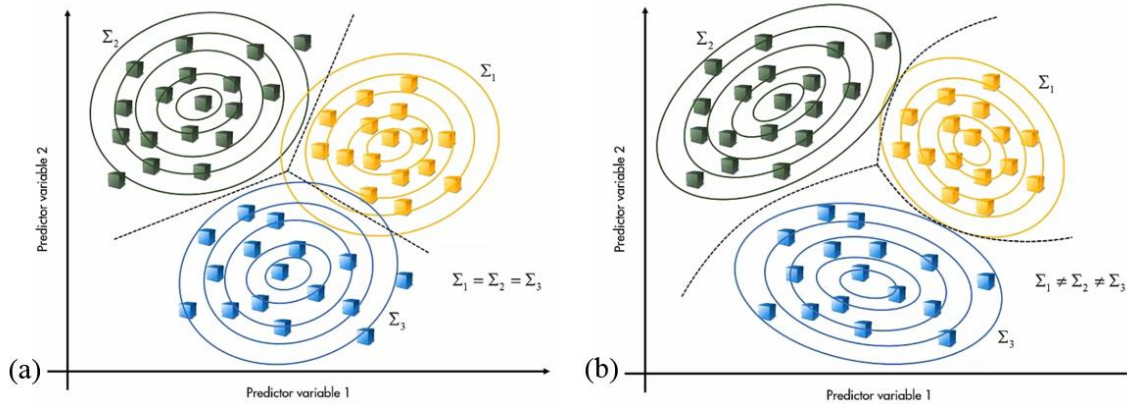 Σ₂
Σ₁
Predictor variable 2
Σ₁ = Σ₂ = Σ₃
Σ₃
(a)
Predictor variable 1
Σ₂
Σ₁
Predictor variable 2
Σ₁ ≠ Σ₂ ≠ Σ₃
Σ₃
(b)
Predictor variable 1